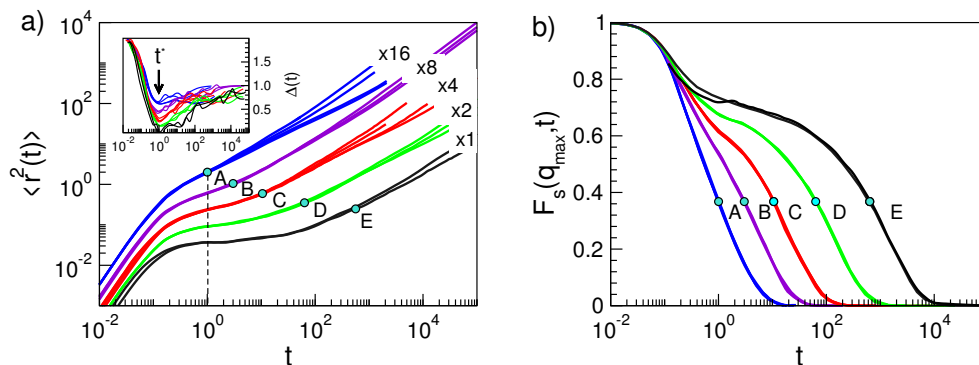 a)
10^4
10^2
10^0
10^-2
<r^2(t)>
t*
1.5
1.0
0.5
Δ(t)
10^-2 10^0 10^2 10^4
x16
x8
x4
x2
x1
A
B
C
D
E
10^-2 10^0 10^2 10^4
t
b)
1
0.8
0.6
0.4
0.2
0
F_s(q_max,t)
A B C D E
10^-2 10^0 10^2 10^4
t